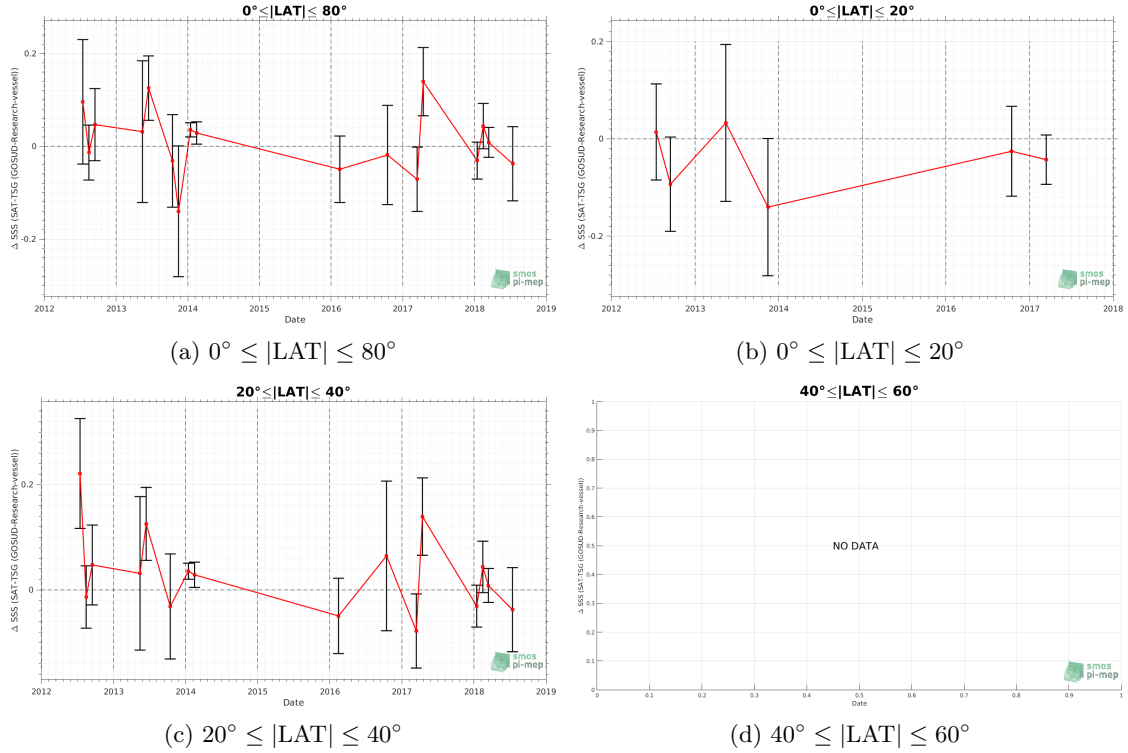 0°≤|LAT|≤ 80°
Δ SSS (SAT-TSG (GOSUD-Research-vessel))
0.2
0
-0.2
2012 2013 2014 2015 2016 2017 2018 2019
Date
smos
pi-mep
(a) 0° ≤ |LAT| ≤ 80°
0°≤|LAT|≤ 20°
Δ SSS (SAT-TSG (GOSUD-Research-vessel))
0.2
0
-0.2
2012 2013 2014 2015 2016 2017 2018
Date
smos
pi-mep
(b) 0° ≤ |LAT| ≤ 20°
20°≤|LAT|≤ 40°
Δ SSS (SAT-TSG (GOSUD-Research-vessel))
0.2
0
2012 2013 2014 2015 2016 2017 2018 2019
Date
smos
pi-mep
(c) 20° ≤ |LAT| ≤ 40°
40°≤|LAT|≤ 60°
Δ SSS (SAT-TSG (GOSUD-Research-vessel))
1
0.9
0.8
0.7
0.6
0.5
0.4
0.3
0.2
0.1
0
NO DATA
0 0.1 0.2 0.3 0.4 0.5 0.6 0.7 0.8 0.9 1
Date
smos
pi-mep
(d) 40° ≤ |LAT| ≤ 60°